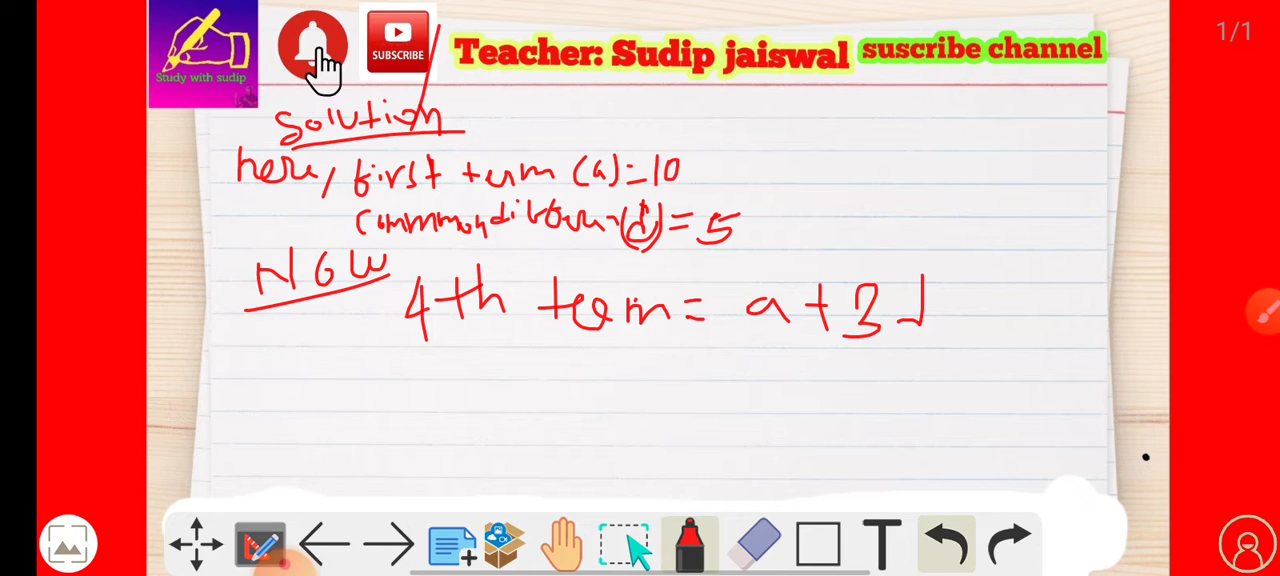 1/1
Study with sudip
SUBSCRIBE
Teacher: Sudip jaiswal suscribe channel
Solution
here, first term (a)=10
common (d) = 5
NOW
4th term = a+3d
T